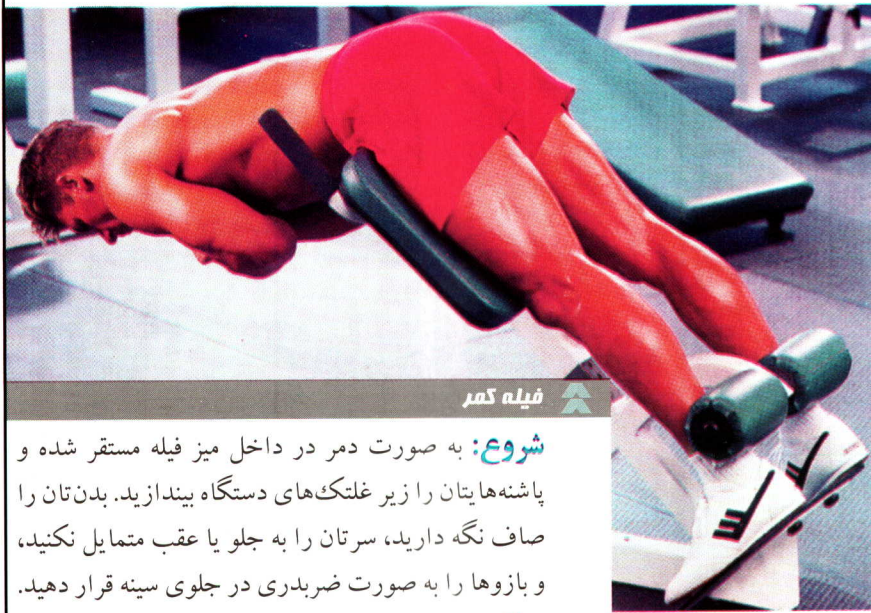 فیله کمر
شروع: به صورت دمر در داخل میز فیله مستقر شده و
پاشنه‌هایتان را زیر غلتک‌های دستگاه بیندازید. بدن‌تان را
صاف نگه دارید، سرتان را به جلو یا عقب متمایل نکنید،
و بازوها را به صورت ضربدری در جلوی سینه قرار دهید.